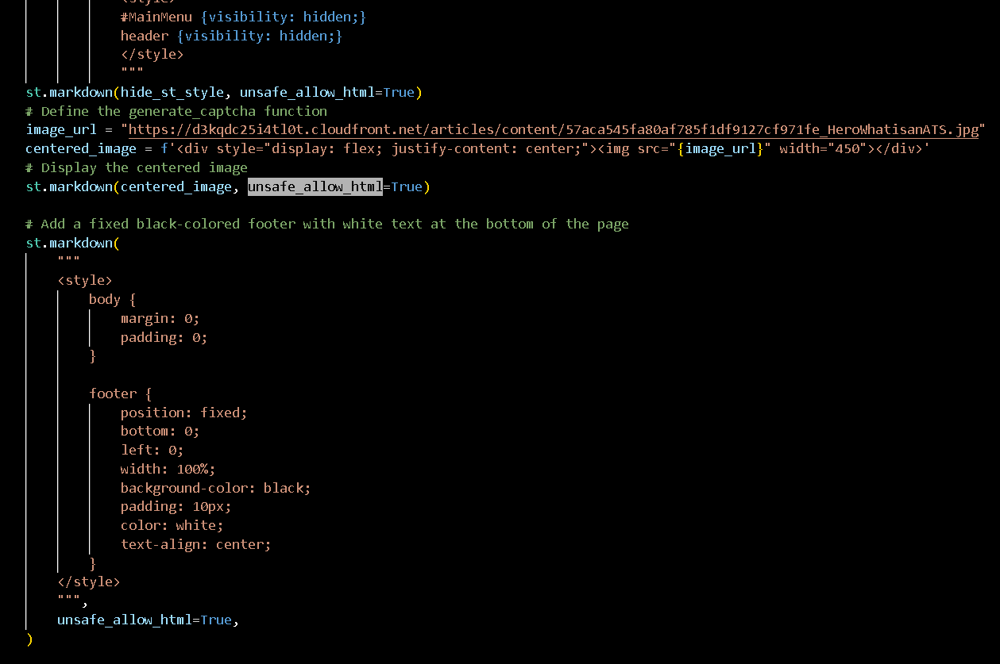 <style>
#MainMenu {visibility: hidden;}
header {visibility: hidden;}
</style>
"""
st.markdown(hide_st_style, unsafe_allow_html=True)
# Define the generate_captcha function
image_url = "https://d3kqdc25i4tl0t.cloudfront.net/articles/content/57aca545fa80af785f1df9127cf971fe_HeroWhatisanATS.jpg"
centered_image = f'<div style="display: flex; justify-content: center;"><img src="{image_url}" width="450"></div>'
# Display the centered image
st.markdown(centered_image, unsafe_allow_html=True)
# Add a fixed black-colored footer with white text at the bottom of the page
st.markdown(
"""
<style>
body {
margin: 0;
padding: 0;
}
footer {
position: fixed;
bottom: 0;
left: 0;
width: 100%;
background-color: black;
padding: 10px;
color: white;
text-align: center;
}
</style>
""",
unsafe_allow_html=True,
)